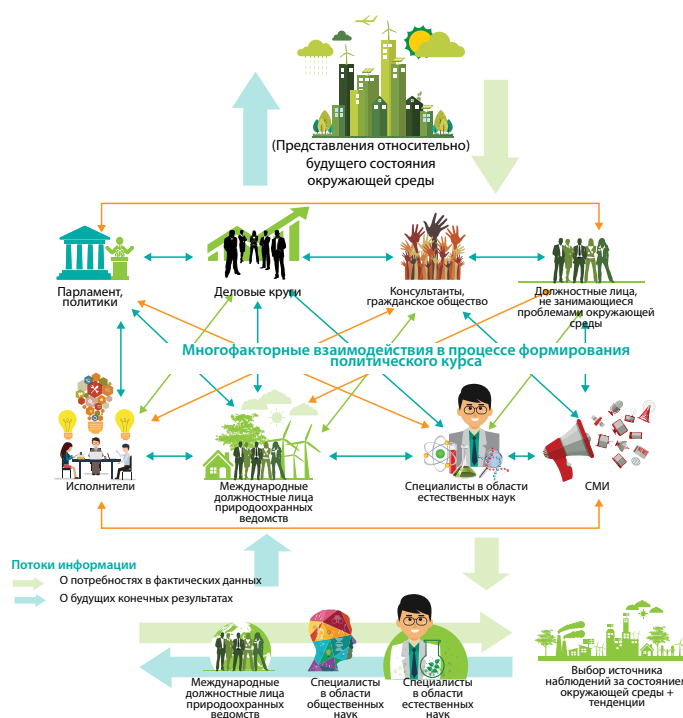 (Представления относительно)
будущего состояния
окружающей среды
Парламент,
политики
Деловые круги
Консультанты,
гражданское общество
Должностные лица,
не занимающиеся
проблемами окружающей
среды
Многофакторные взаимодействия в процессе формирования
политического курса
Исполнители
Международные
должностные лица
природоохранных
ведомств
Специалисты в области
естественных наук
СМИ
Потоки информации
О потребностях в фактических данных
О будущих конечных результатах
Международные
должностные лица
природоохранных
ведомств
Специалисты
в области
общественных
наук
Специалисты
в области
естественных
наук
Выбор источника
наблюдений за состоянием
окружающей среды +
тенденции